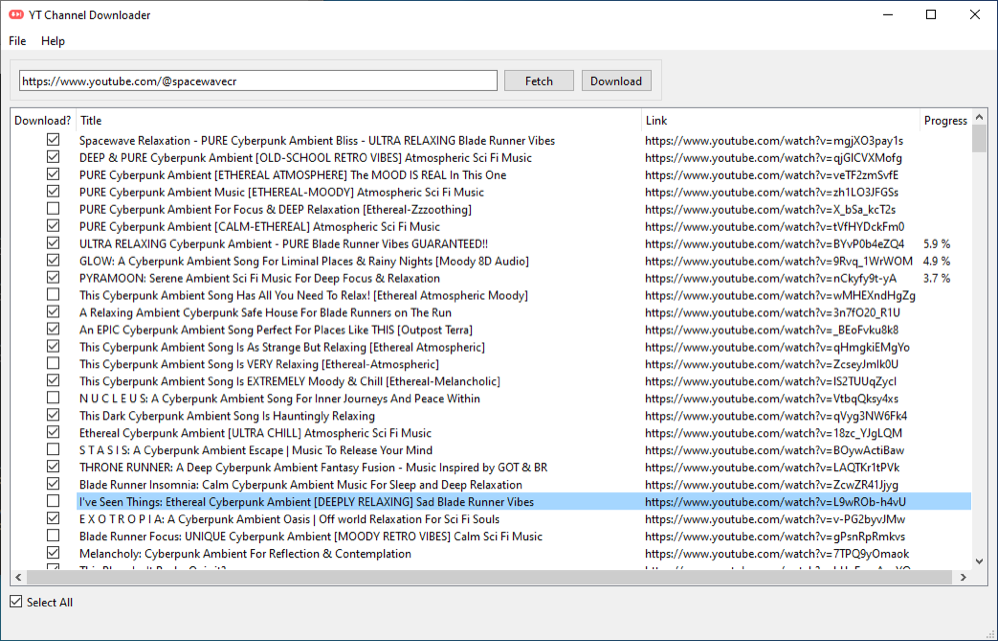 YT Channel Downloader
File Help
https://www.youtube.com/@spacewavecr Fetch Download
Download? Title Link Progress
Spacewave Relaxation - PURE Cyberpunk Ambient Bliss - ULTRA RELAXING Blade Runner Vibes https://www.youtube.com/watch?v=mgjXO3pay1s
DEEP & PURE Cyberpunk Ambient [OLD-SCHOOL RETRO VIBES] Atmospheric Sci Fi Music https://www.youtube.com/watch?v=qjGlCVXMofg
PURE Cyberpunk Ambient [ETHEREAL ATMOSPHERE] The MOOD IS REAL In This One https://www.youtube.com/watch?v=veTF2zmSvfE
PURE Cyberpunk Ambient Music [ETHEREAL-MOODY] Atmospheric Sci Fi Music https://www.youtube.com/watch?v=zh1LO3JFGSs
PURE Cyberpunk Ambient For Focus & DEEP Relaxation [Ethereal-Zzzoothing] https://www.youtube.com/watch?v=X_bSa_kcT2s
PURE Cyberpunk Ambient [CALM-ETHEREAL] Atmospheric Sci Fi Music https://www.youtube.com/watch?v=tVfHYDckFm0
ULTRA RELAXING Cyberpunk Ambient - PURE Blade Runner Vibes GUARANTEED!! https://www.youtube.com/watch?v=BYvP0b4eZQ4 5.9 %
GLOW: A Cyberpunk Ambient Song For Liminal Places & Rainy Nights [Moody 8D Audio] https://www.youtube.com/watch?v=9Rvq_1WrWOM 4.9 %
PYRAMOON: Serene Ambient Sci Fi Music For Deep Focus & Relaxation https://www.youtube.com/watch?v=nCkyfy9t-yA 3.7 %
This Cyberpunk Ambient Song Has All You Need To Relax! [Ethereal Atmospheric Moody] https://www.youtube.com/watch?v=wMHEXndHgZg
A Relaxing Ambient Cyberpunk Safe House For Blade Runners on The Run https://www.youtube.com/watch?v=3n7fO20_R1U
An EPIC Cyberpunk Ambient Song Perfect For Places Like THIS [Outpost Terra] https://www.youtube.com/watch?v=_BEoFvku8k8
This Cyberpunk Ambient Song Is As Strange But Relaxing [Ethereal Atmospheric] https://www.youtube.com/watch?v=qHmgkiEMgYo
This Cyberpunk Ambient Song Is VERY Relaxing [Ethereal-Atmospheric] https://www.youtube.com/watch?v=ZcseyJmlk0U
This Cyberpunk Ambient Song Is EXTREMELY Moody & Chill [Ethereal-Melancholic] https://www.youtube.com/watch?v=IS2TUUqZycI
N U C L E U S: A Cyberpunk Ambient Song For Inner Journeys And Peace Within https://www.youtube.com/watch?v=VtbqQksy4xs
This Dark Cyberpunk Ambient Song Is Hauntingly Relaxing https://www.youtube.com/watch?v=qVyg3NW6Fk4
Ethereal Cyberpunk Ambient [ULTRA CHILL] Atmospheric Sci Fi Music https://www.youtube.com/watch?v=18zc_YJgLQM
S T A S I S: A Cyberpunk Ambient Escape | Music To Release Your Mind https://www.youtube.com/watch?v=BOywActiBaw
THRONE RUNNER: A Deep Cyberpunk Ambient Fantasy Fusion - Music Inspired by GOT & BR https://www.youtube.com/watch?v=LAQTKr1tPVk
Blade Runner Insomnia: Calm Cyberpunk Ambient Music For Sleep and Deep Relaxation https://www.youtube.com/watch?v=ZcwZR41Jjyg
I've Seen Things: Ethereal Cyberpunk Ambient [DEEPLY RELAXING] Sad Blade Runner Vibes https://www.youtube.com/watch?v=L9wROb-h4vU
E X O T R O P I A: A Cyberpunk Ambient Oasis | Off world Relaxation For Sci Fi Souls https://www.youtube.com/watch?v=v-PG2byvJMw
Blade Runner Focus: UNIQUE Cyberpunk Ambient [MOODY RETRO VIBES] Calm Sci Fi Music https://www.youtube.com/watch?v=gPsnRpRmkvs
Melancholy: Cyberpunk Ambient For Reflection & Contemplation https://www.youtube.com/watch?v=7TPQ9yOmaok
Select All